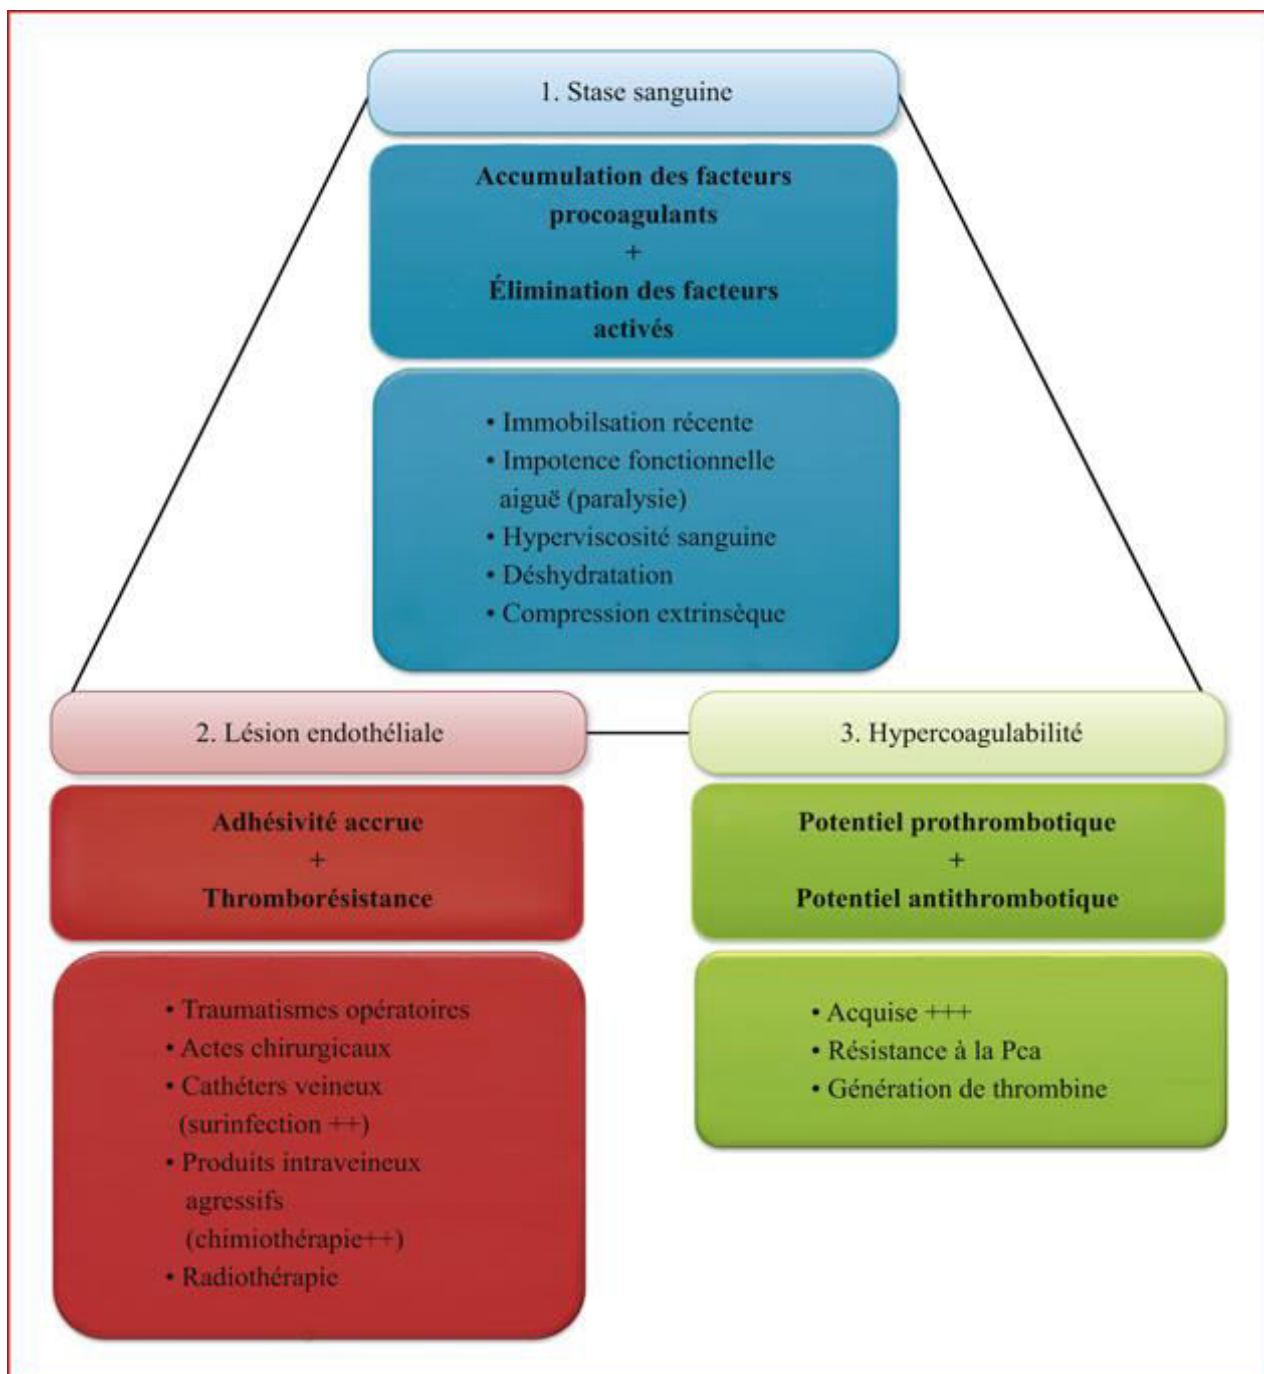 1. Stase sanguine
Accumulation des facteurs
procoagulants
+
Élimination des facteurs
activés
• Immobilsation récente
• Impotence fonctionnelle
aiguë (paralysie)
• Hyperviscosité sanguine
• Déshydratation
• Compression extrinsèque
2. Lésion endothéliale
Adhésivité accrue
+
Thromborésistance
• Traumatismes opératoires
• Actes chirurgicaux
• Cathéters veineux
(surinfection ++)
• Produits intraveineux
agressifs
(chimiothérapie++)
• Radiothérapie
3. Hypercoagulabilité
Potentiel prothrombotique
+
Potentiel antithrombotique
• Acquise +++
• Résistance à la Pca
• Génération de thrombine